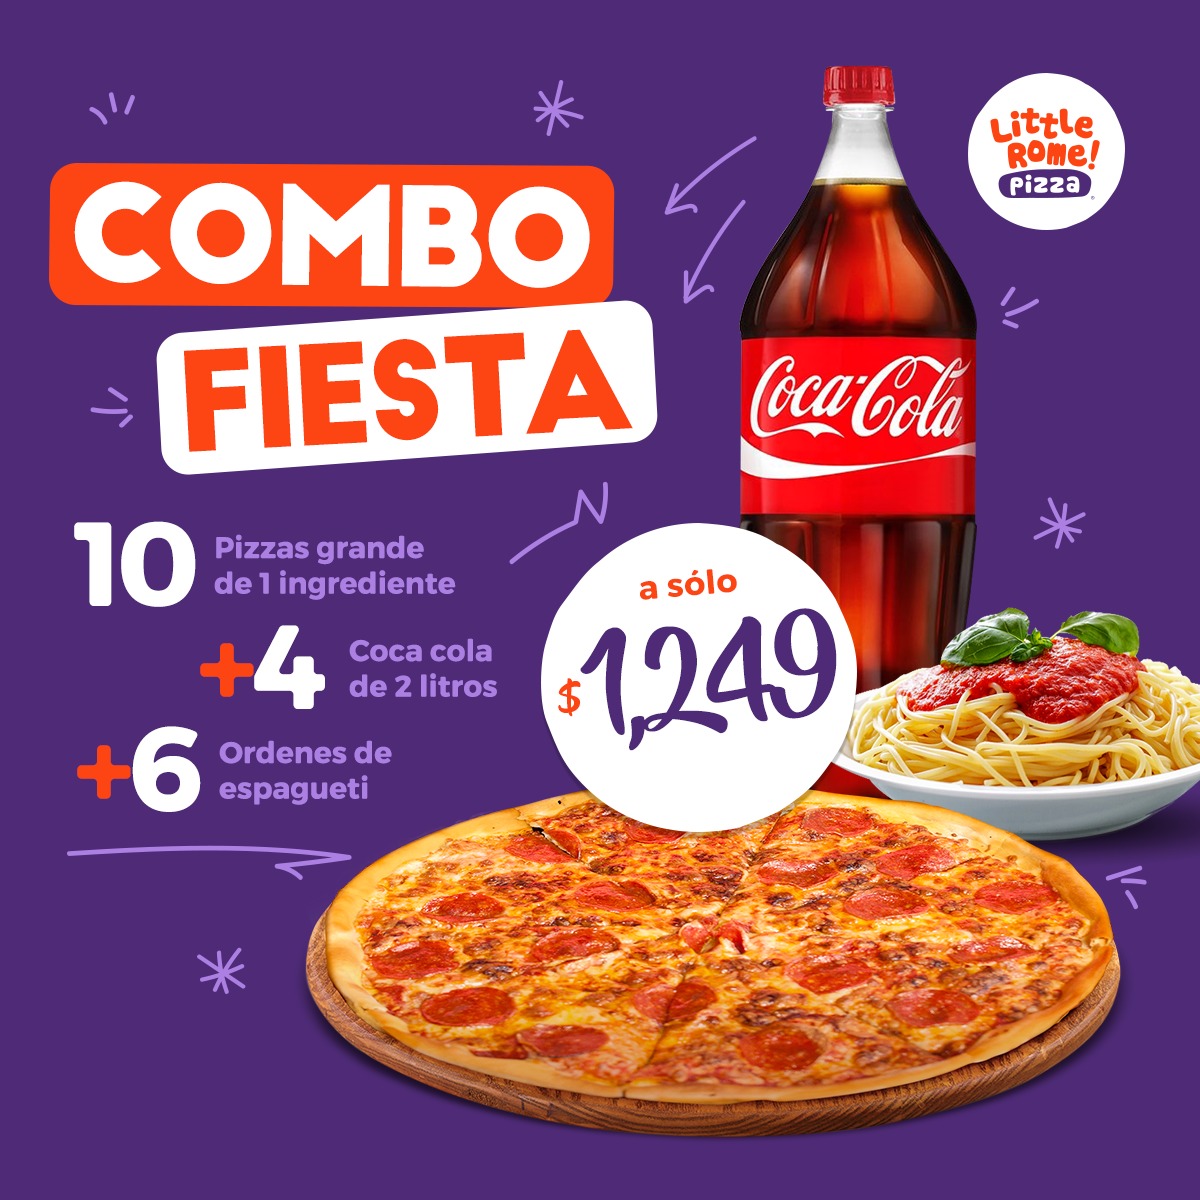 Little
Rome!
pizza
COMBO
FIESTA
Coca-Cola
10 Pizzas grande
de 1 ingrediente
+4 Coca cola
de 2 litros
+6 Ordenes de
espagueti
a sólo
$1,249